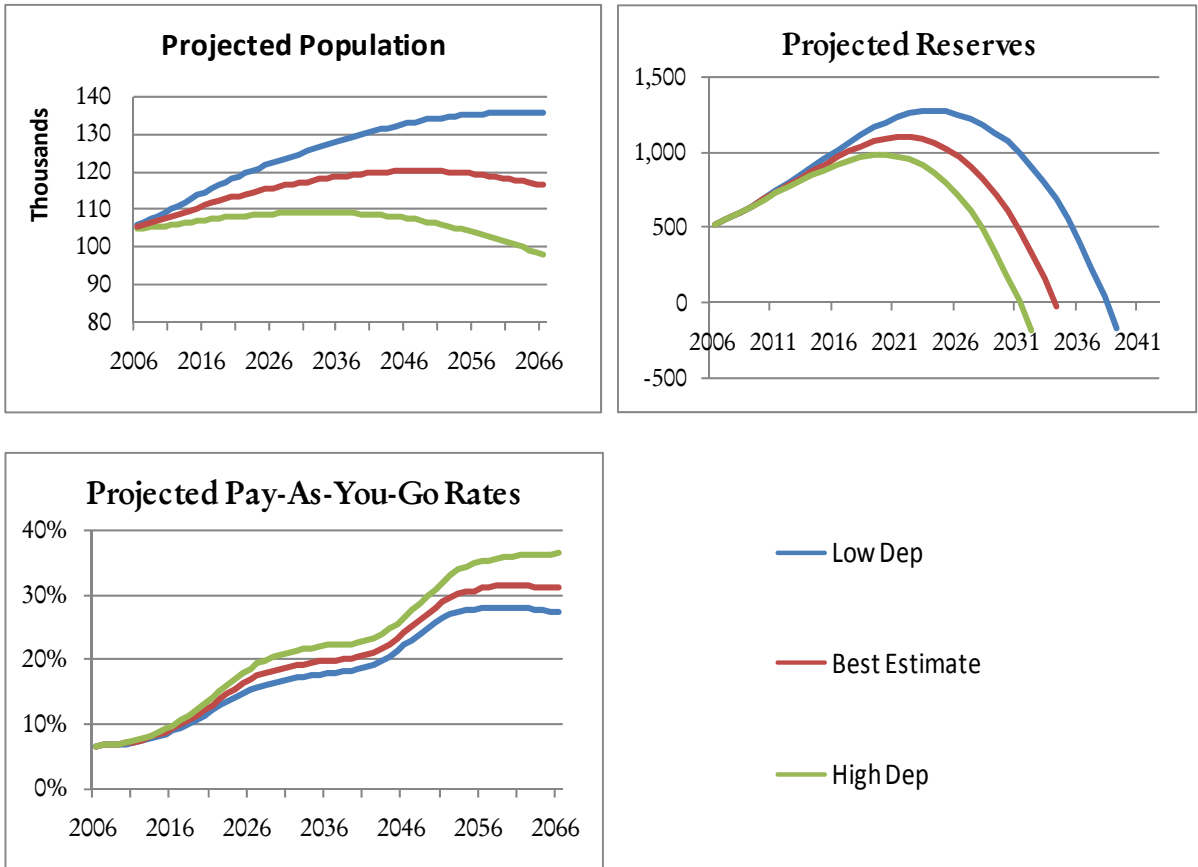 Projected Population
Thousands
140
130
120
110
100
90
80
2006 2016 2026 2036 2046 2056 2066
Projected Reserves
1,500
1,000
500
0
-500
2006 2011 2016 2021 2026 2031 2036 2041
Projected Pay-As-You-Go Rates
40%
30%
20%
10%
0%
2006 2016 2026 2036 2046 2056 2066
Low Dep
Best Estimate
High Dep